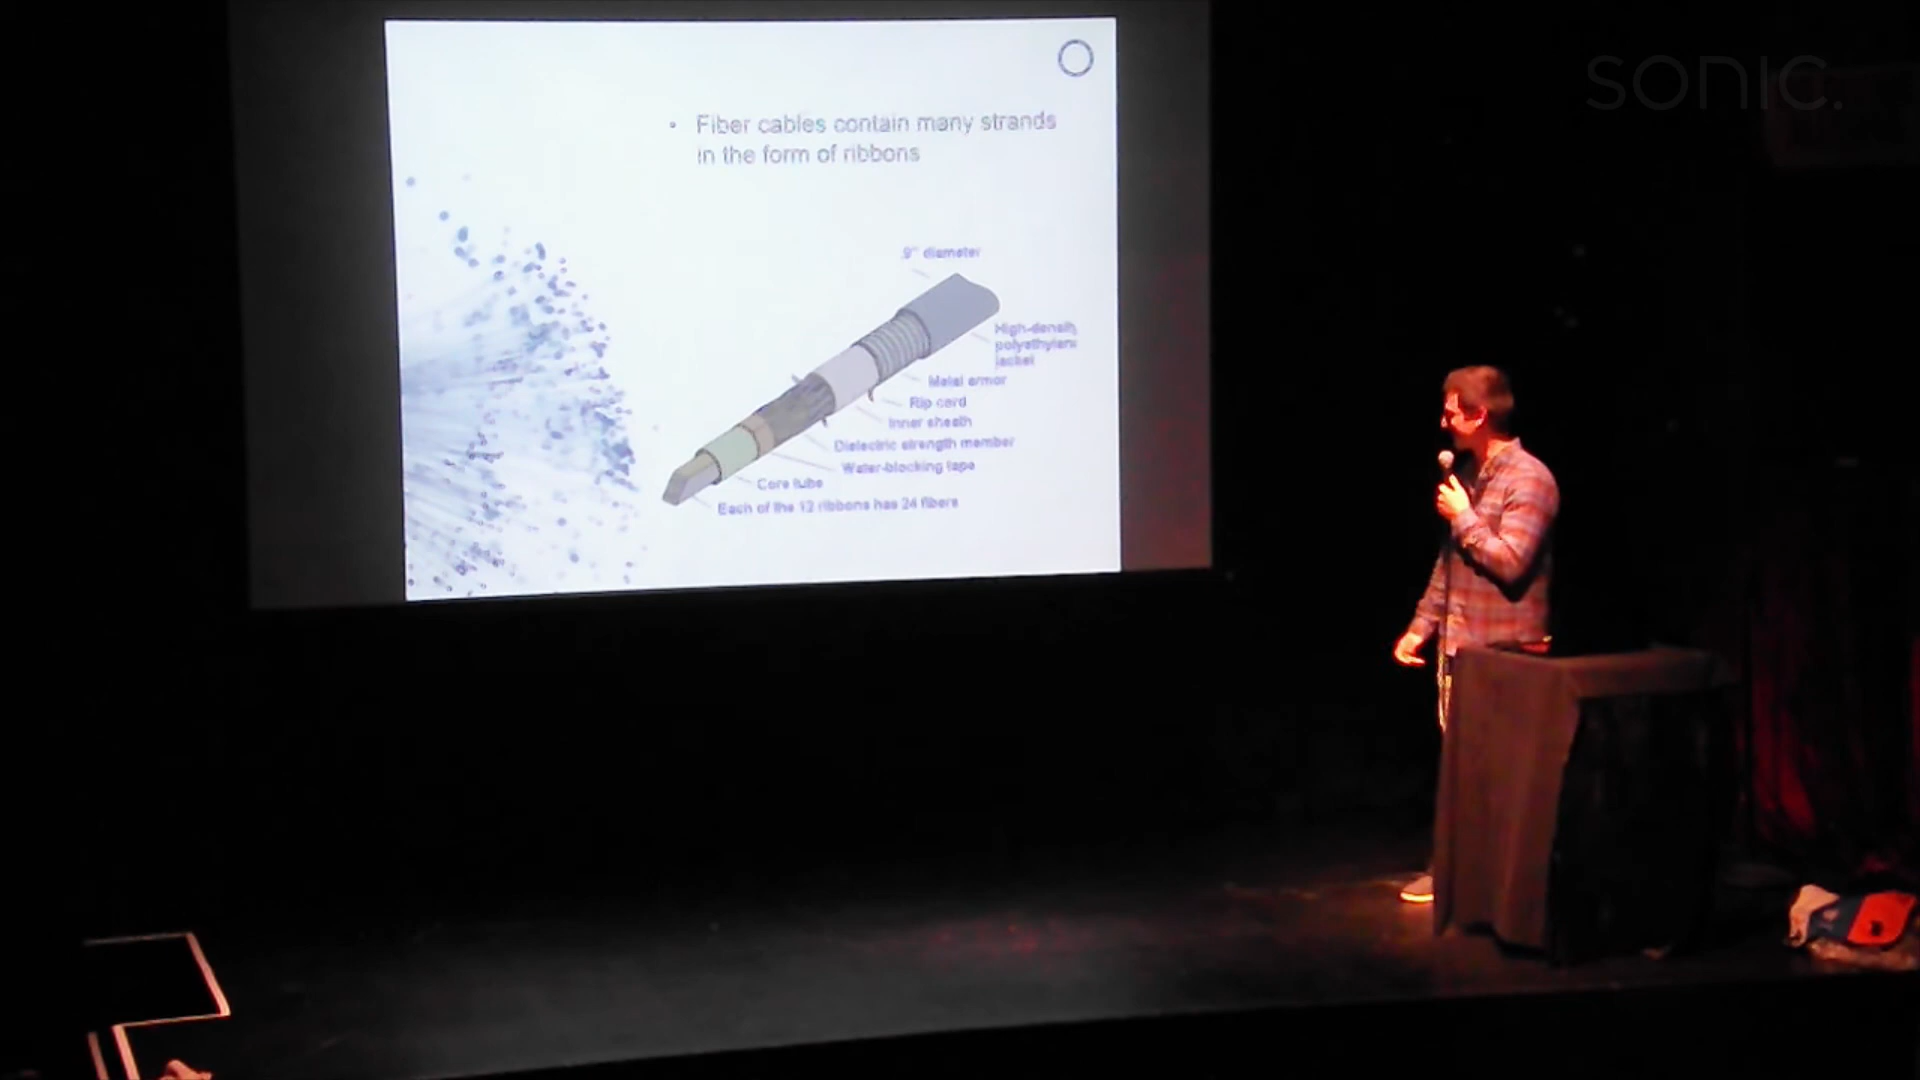 sonic.
Fiber cables contain many strands
in the form of ribbons
.9" diameter
High-density
polyethylene
jacket
Metal armor
Rip cord
Inner sheath
Dielectric strength member
Water-blocking tape
Core tube
Each of the 12 ribbons has 24 fibers